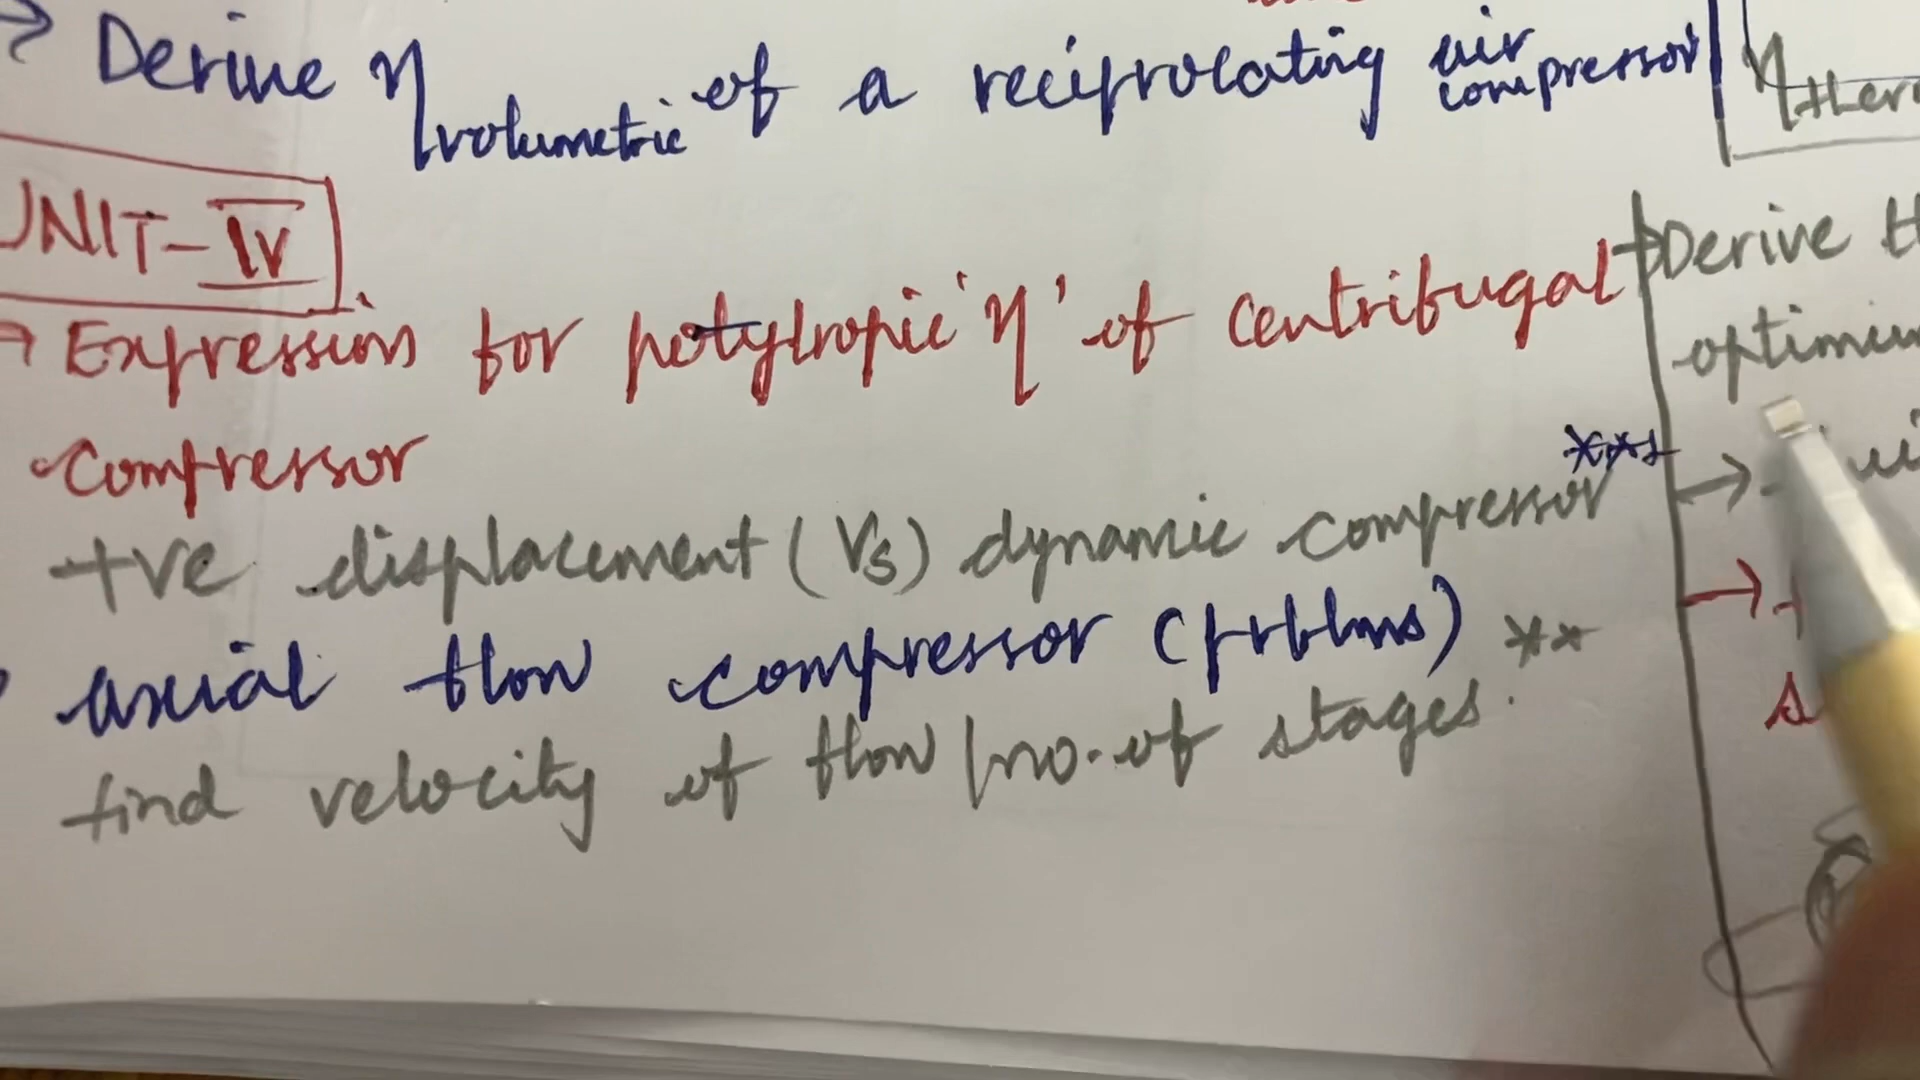 Derive η volumetric of a reciprocating air compressor
UNIT-IV
Expression for polytropic 'η' of centrifugal
compressor
+ve displacement (Vs) dynamic compressor ***
axial flow compressor (prblms) **
find velocity of flow / no. of stages.
η
Derive